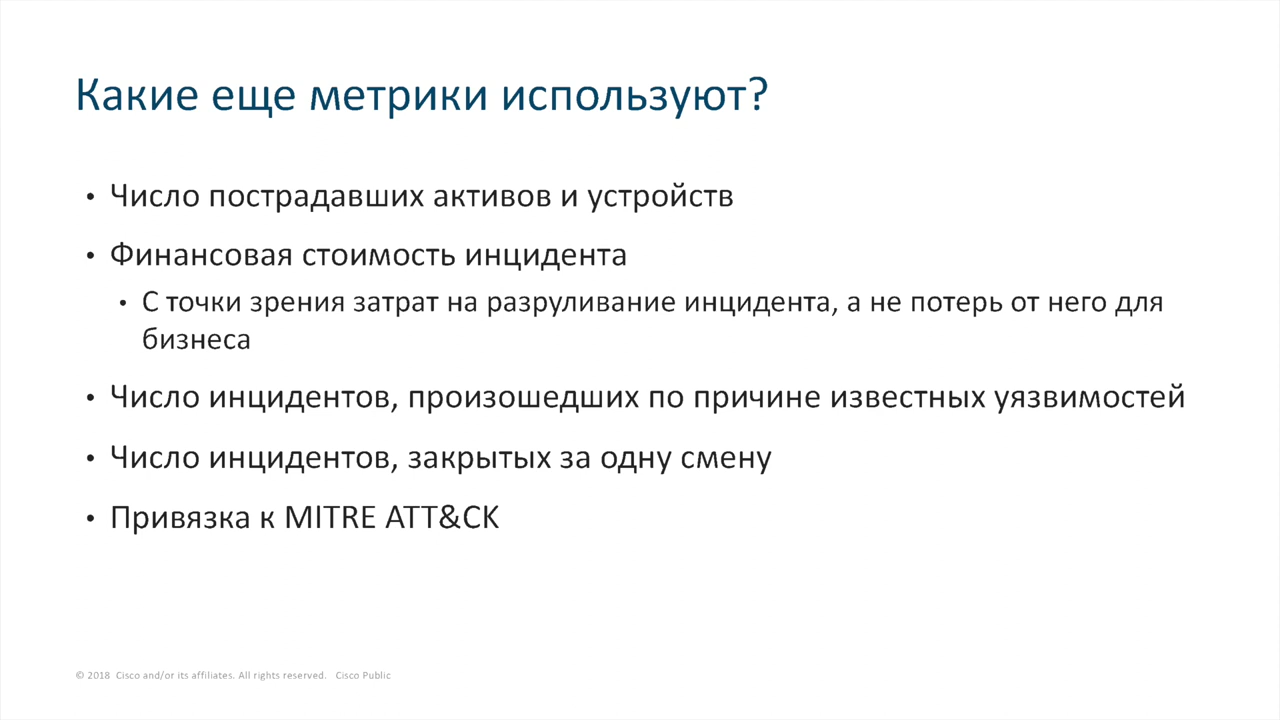 Какие еще метрики используют?
• Число пострадавших активов и устройств
• Финансовая стоимость инцидента
• С точки зрения затрат на разруливание инцидента, а не потерь от него для
бизнеса
• Число инцидентов, произошедших по причине известных уязвимостей
• Число инцидентов, закрытых за одну смену
• Привязка к MITRE ATT&CK
© 2018 Cisco and/or its affiliates. All rights reserved. Cisco Public